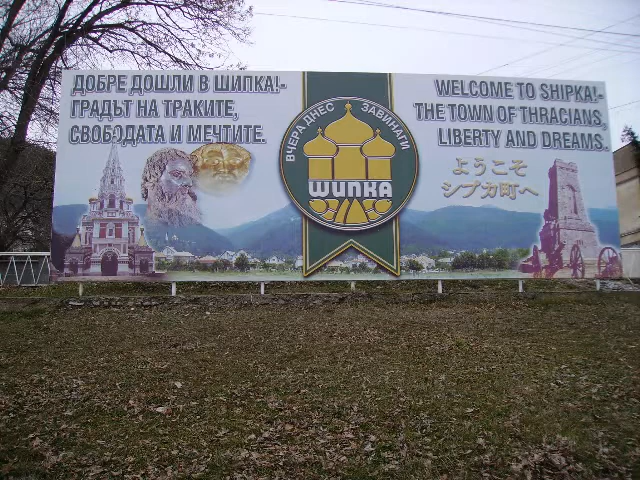 ДОБРЕ ДОШЛИ В ШИПКА!-
ГРАДЪТ НА ТРАКИТЕ,
СВОБОДАТА И МЕЧТИТЕ.
ВЧЕРА ДНЕС ЗАВИНАГИ
ШИПКА
WELCOME TO SHIPKA!-
THE TOWN OF THRACIANS,
LIBERTY AND DREAMS.
ようこそ
シプカ町へ